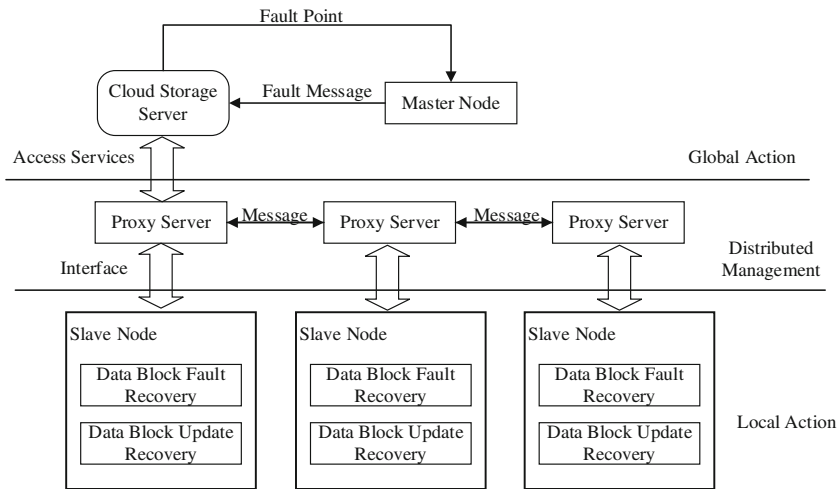 Fault Point
Cloud Storage
Server
Fault Message
Master Node
Access Services
Global Action
Proxy Server
Message
Proxy Server
Message
Proxy Server
Interface
Distributed
Management
Slave Node
Slave Node
Slave Node
Data Block Fault
Recovery
Data Block Fault
Recovery
Data Block Fault
Recovery
Data Block Update
Recovery
Data Block Update
Recovery
Data Block Update
Recovery
Local Action